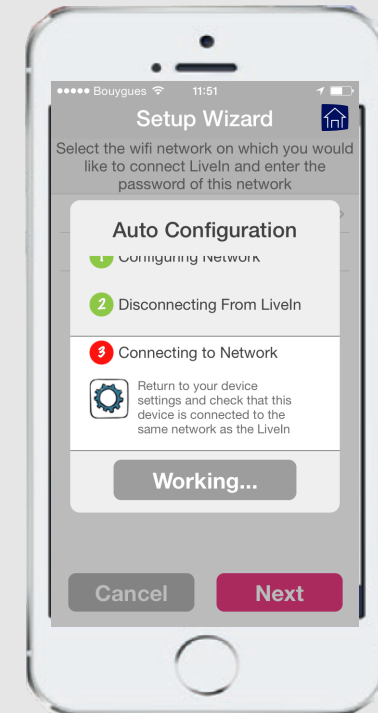 Bouygues 11:51
Setup Wizard
Select the wifi network on which you would
like to connect LiveIn and enter the
password of this network
Auto Configuration
1 Configuring Network
2 Disconnecting From LiveIn
3 Connecting to Network
Return to your device
settings and check that this
device is connected to the
same network as the LiveIn
Working...
Cancel Next